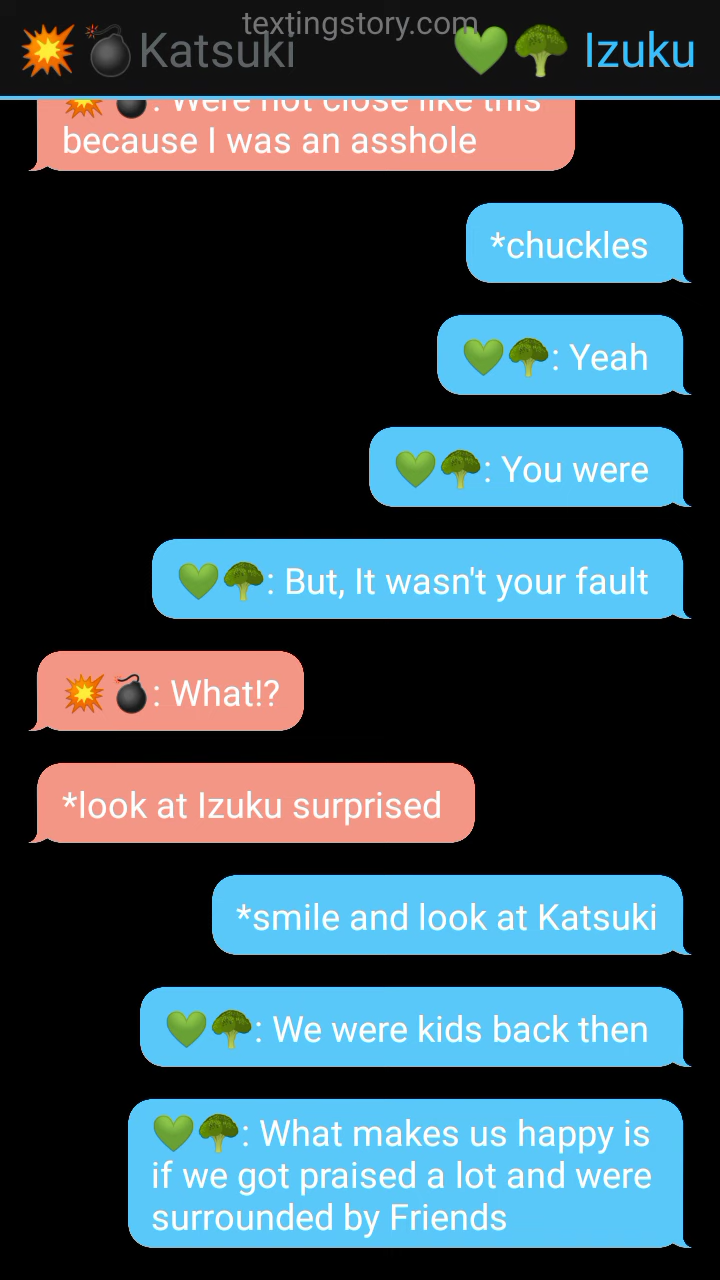 textingstory.com
💥💣Katsuki
💚🥦 Izuku
💥💣: Were not close like this
because I was an asshole
*chuckles
💚🥦: Yeah
💚🥦: You were
💚🥦: But, It wasn't your fault
💥💣: What!?
*look at Izuku surprised
*smile and look at Katsuki
💚🥦: We were kids back then
💚🥦: What makes us happy is
if we got praised a lot and were
surrounded by Friends